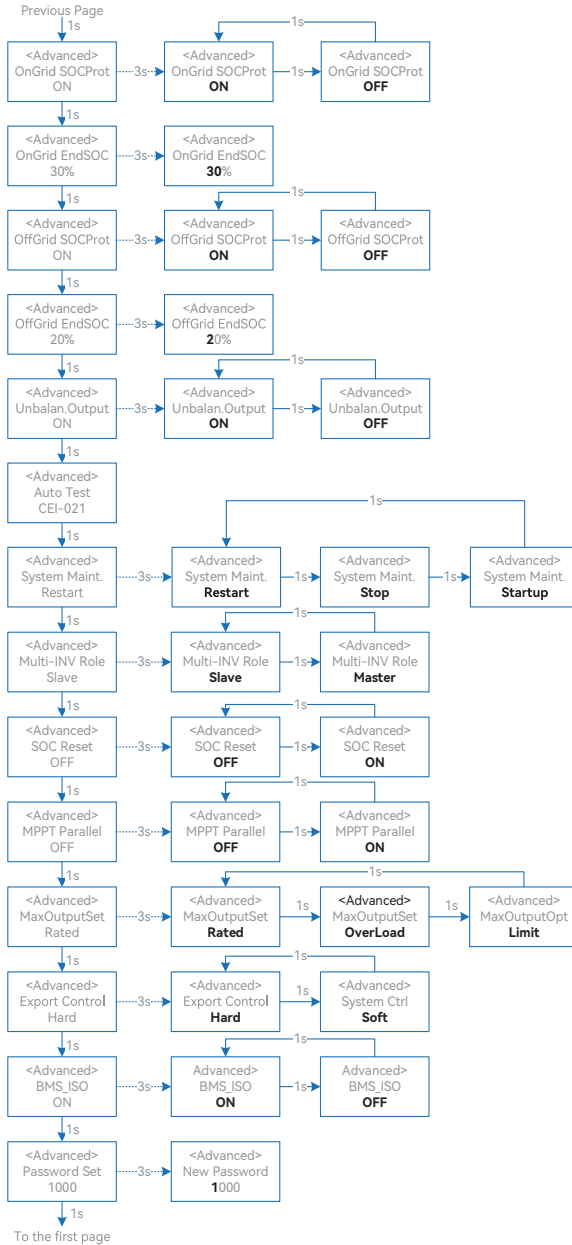 Previous Page
1s
1s
<Advanced>
OnGrid SOCProt
ON
3s
<Advanced>
OnGrid SOCProt
ON
1s
<Advanced>
OnGrid SOCProt
OFF
1s
<Advanced>
OnGrid EndSOC
30%
3s
<Advanced>
OnGrid EndSOC
30%
1s
1s
<Advanced>
OffGrid SOCProt
ON
3s
<Advanced>
OffGrid SOCProt
ON
1s
<Advanced>
OffGrid SOCProt
OFF
1s
<Advanced>
OffGrid EndSOC
20%
3s
<Advanced>
OffGrid EndSOC
20%
1s
1s
<Advanced>
Unbalan.Output
ON
3s
<Advanced>
Unbalan.Output
ON
1s
<Advanced>
Unbalan.Output
OFF
1s
<Advanced>
Auto Test
CEI-021
1s
1s
<Advanced>
System Maint.
Restart
3s
<Advanced>
System Maint.
Restart
1s
<Advanced>
System Maint.
Stop
1s
<Advanced>
System Maint.
Startup
1s
1s
<Advanced>
Multi-INV Role
Slave
3s
<Advanced>
Multi-INV Role
Slave
1s
<Advanced>
Multi-INV Role
Master
1s
1s
<Advanced>
SOC Reset
OFF
3s
<Advanced>
SOC Reset
OFF
1s
<Advanced>
SOC Reset
ON
1s
1s
<Advanced>
MPPT Parallel
OFF
3s
<Advanced>
MPPT Parallel
OFF
1s
<Advanced>
MPPT Parallel
ON
1s
1s
<Advanced>
MaxOutputSet
Rated
3s
<Advanced>
MaxOutputSet
Rated
1s
<Advanced>
MaxOutputSet
OverLoad
1s
<Advanced>
MaxOutputOpt
Limit
1s
1s
<Advanced>
Export Control
Hard
3s
<Advanced>
Export Control
Hard
1s
<Advanced>
System Ctrl
Soft
1s
1s
<Advanced>
BMS_ISO
ON
3s
Advanced>
BMS_ISO
ON
1s
Advanced>
BMS_ISO
OFF
1s
<Advanced>
Password Set
1000
3s
<Advanced>
New Password
1000
1s
To the first page